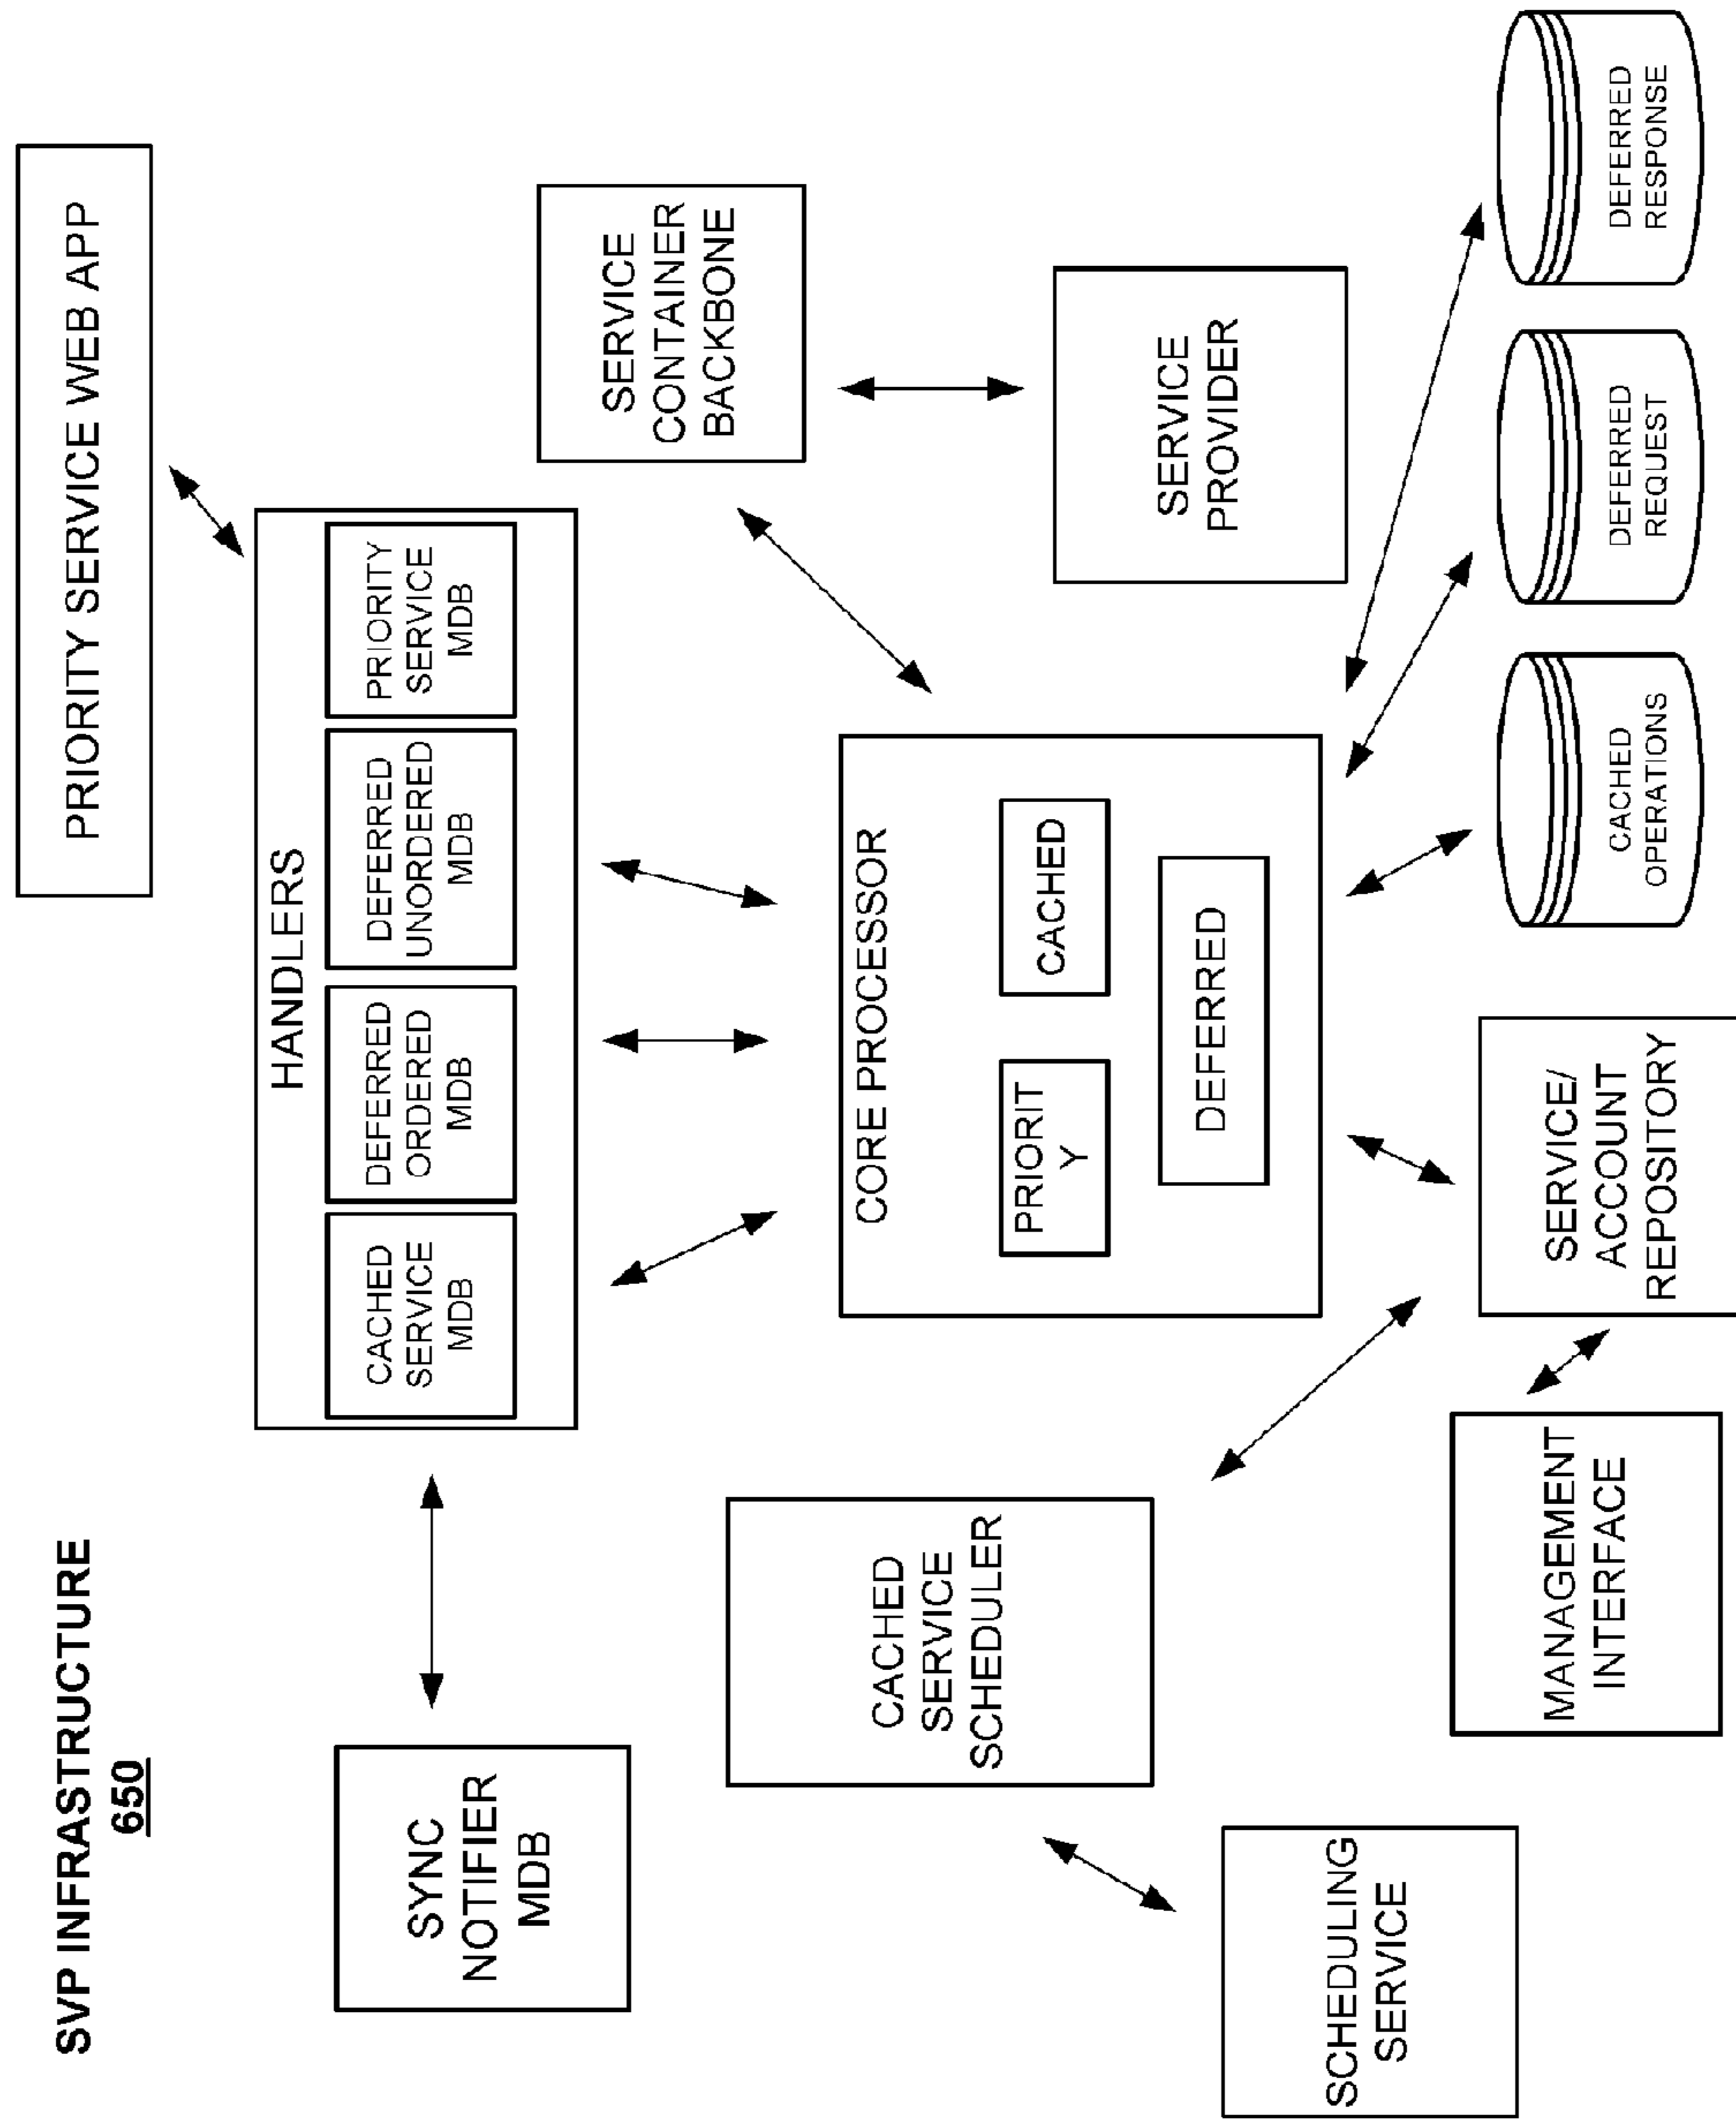 SVP INFRASTRUCTURE
650
PRIORITY SERVICE WEB APP
HANDLERS
CACHED
SERVICE
MDB
DEFERRED
ORDERED
MDB
DEFERRED
UNORDERED
MDB
PRIORITY
SERVICE
MDB
SYNC
NOTIFIER
MDB
SERVICE
CONTAINER
BACKBONE
CACHED
SERVICE
SCHEDULER
CORE PROCESSOR
PRIORIT
Y
CACHED
DEFERRED
SERVICE
PROVIDER
SCHEDULING
SERVICE
MANAGEMENT
INTERFACE
SERVICE/
ACCOUNT
REPOSITORY
CACHED
OPERATIONS
DEFERRED
REQUEST
DEFERRED
RESPONSE